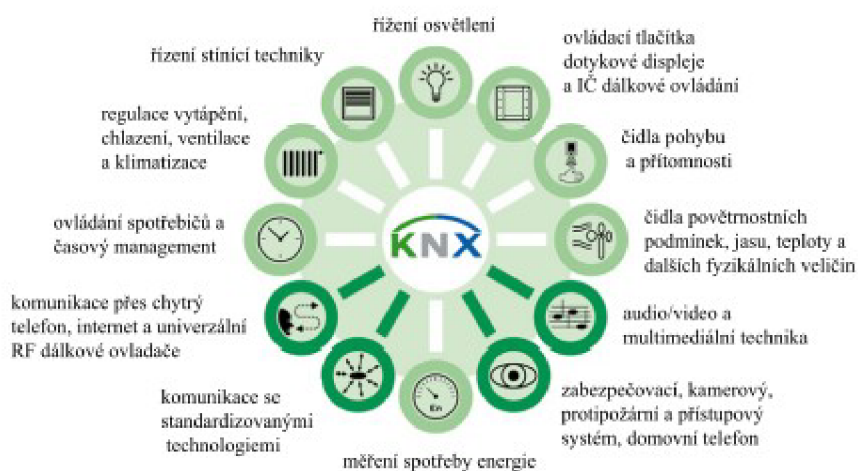 řížení osvětlení
ovládací tlačítka
dotykové displeje
a IČ dálkové ovládání
čidla pohybu
a přítomnosti
čidla povětrnostních
podmínek, jasu, teploty a
dalších fyzikálních veličin
audio/video a
multimediální technika
zabezpečovací, kamerový,
protipožární a přístupový
systém, domovní telefon
měření spotřeby energie
komunikace se
standardizovanými
technologiemi
komunikace přes chytrý
telefon, internet a univerzální
RF dálkové ovladače
ovládání spotřebičů a
časový management
regulace vytápění,
chlazení, ventilace
a klimatizace
řízení stínící techniky
KNX
En